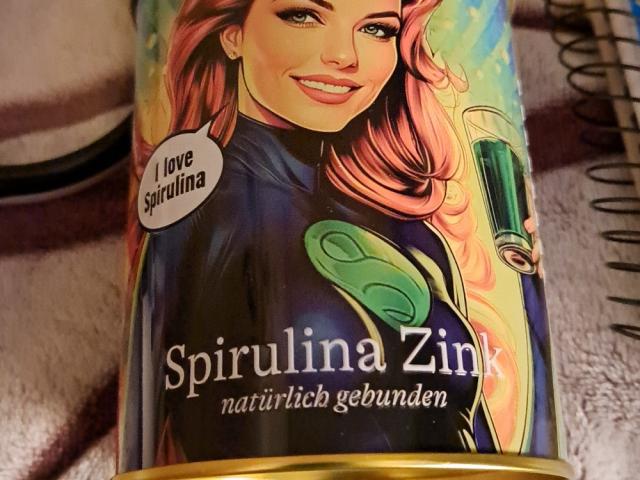 I love
Spirulina
Spirulina Zink
natürlich gebunden